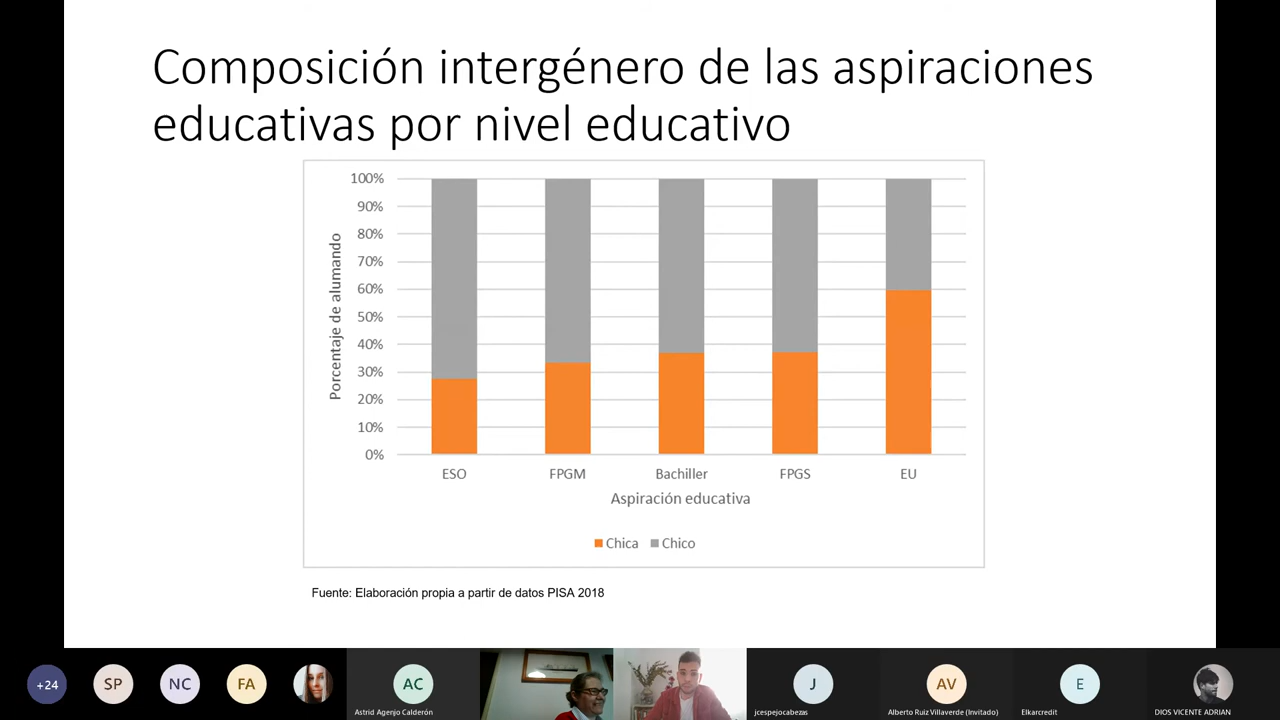 Composición intergénero de las aspiraciones
educativas por nivel educativo
100%
90%
80%
70%
60%
50%
40%
30%
20%
10%
0%
Porcentaje de alumando
ESO FPGM Bachiller FPGS EU
Aspiración educativa
Chica Chico
Fuente: Elaboración propia a partir de datos PISA 2018
+24 SP NC FA AC J AV E
Astrid Agenjo Calderón jcespejocabezas Alberto Ruiz Villaverde (Invitado) Elkarcredit DIOS VICENTE ADRIAN